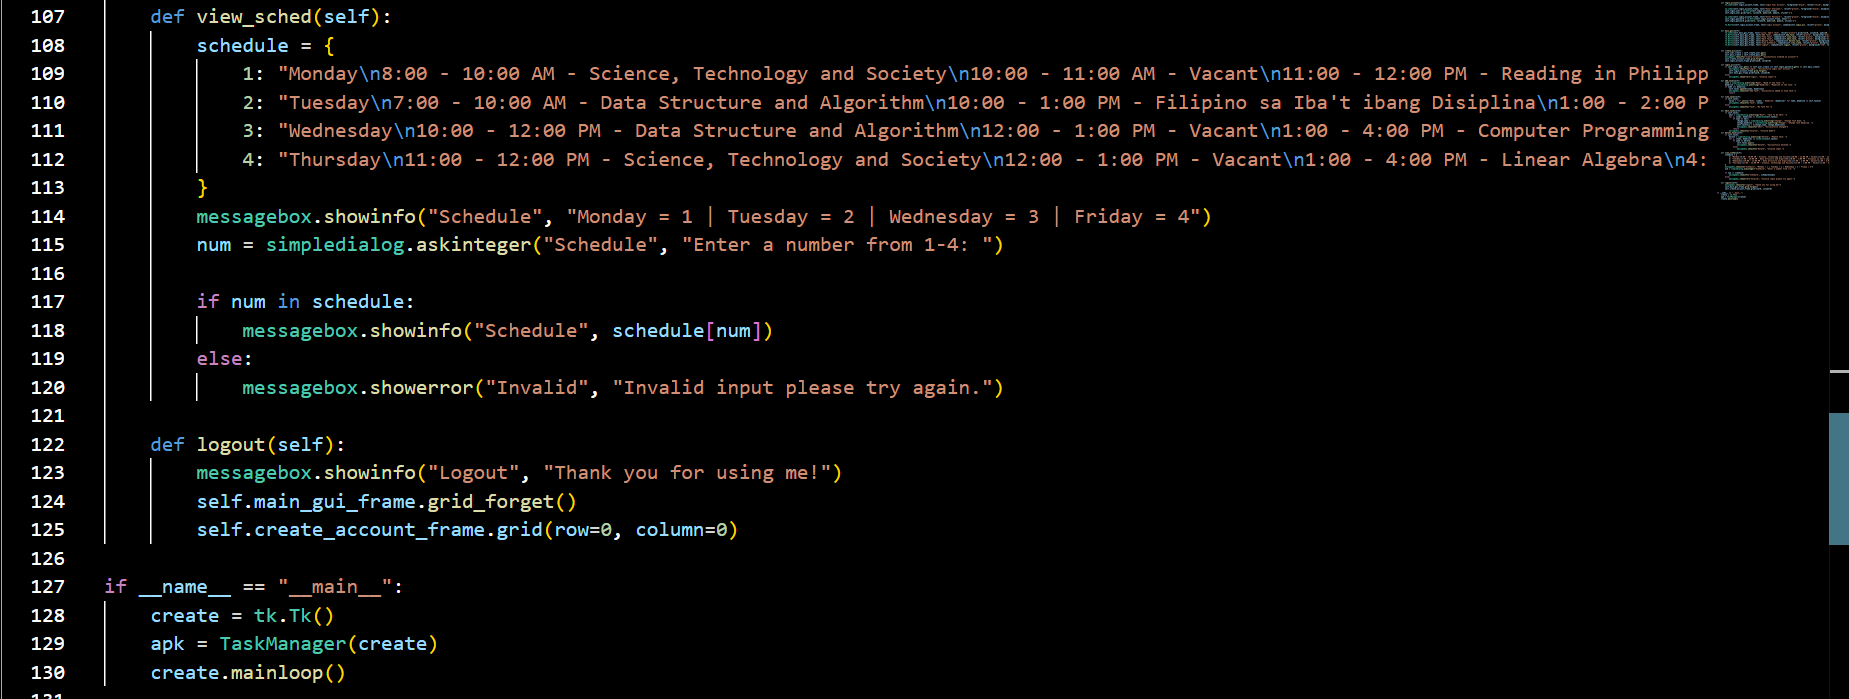 107 def view_sched(self):
108 schedule = {
109 1: "Monday\n8:00 - 10:00 AM - Science, Technology and Society\n10:00 - 11:00 AM - Vacant\n11:00 - 12:00 PM - Reading in Philipp
110 2: "Tuesday\n7:00 - 10:00 AM - Data Structure and Algorithm\n10:00 - 1:00 PM - Filipino sa Iba't ibang Disiplina\n1:00 - 2:00 P
111 3: "Wednesday\n10:00 - 12:00 PM - Data Structure and Algorithm\n12:00 - 1:00 PM - Vacant\n1:00 - 4:00 PM - Computer Programming
112 4: "Thursday\n11:00 - 12:00 PM - Science, Technology and Society\n12:00 - 1:00 PM - Vacant\n1:00 - 4:00 PM - Linear Algebra\n4:
113 }
114 messagebox.showinfo("Schedule", "Monday = 1 | Tuesday = 2 | Wednesday = 3 | Friday = 4")
115 num = simpledialog.askinteger("Schedule", "Enter a number from 1-4: ")
116
117 if num in schedule:
118 messagebox.showinfo("Schedule", schedule[num])
119 else:
120 messagebox.showerror("Invalid", "Invalid input please try again.")
121
122 def logout(self):
123 messagebox.showinfo("Logout", "Thank you for using me!")
124 self.main_gui_frame.grid_forget()
125 self.create_account_frame.grid(row=0, column=0)
126
127 if __name__ == "__main__":
128 create = tk.Tk()
129 apk = TaskManager(create)
130 create.mainloop()